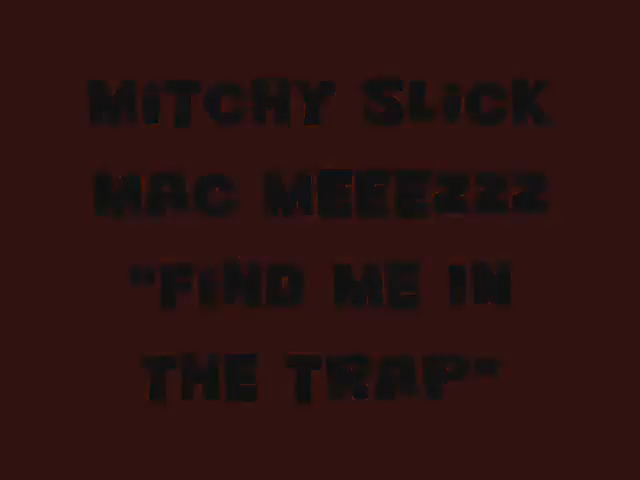 MITCHY SLICK
MAC MEEEZZZ
"FIND ME IN
THE TRAP"